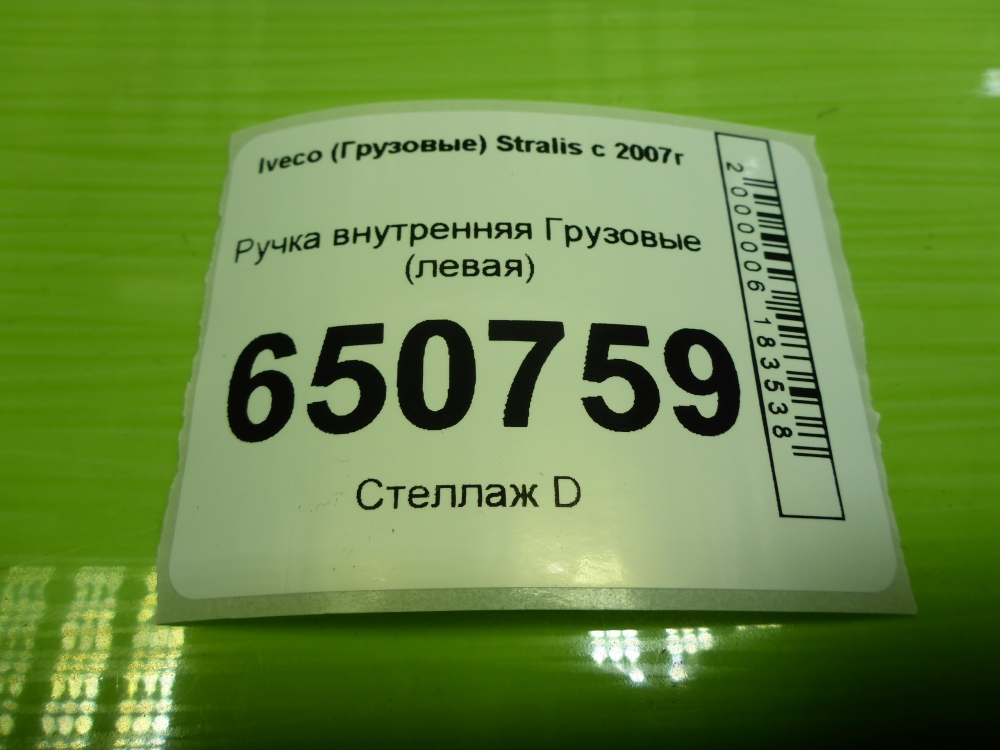 Iveco (Грузовые) Stralis с 2007г
Ручка внутренняя Грузовые
(левая)
650759
Стеллаж D
2000006183538